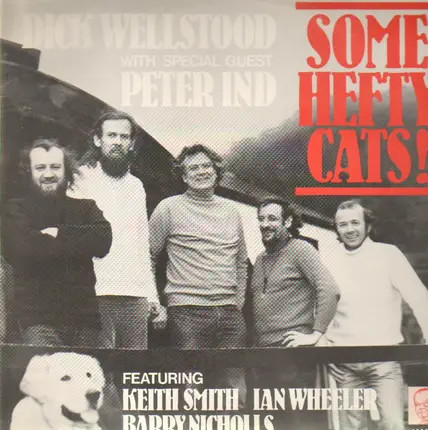 DICK WELLSTOOD
WITH SPECIAL GUEST
PETER IND
SOME
HEFTY
CATS!
FEATURING
KEITH SMITH IAN WHEELER
BARRY NICHOLLS